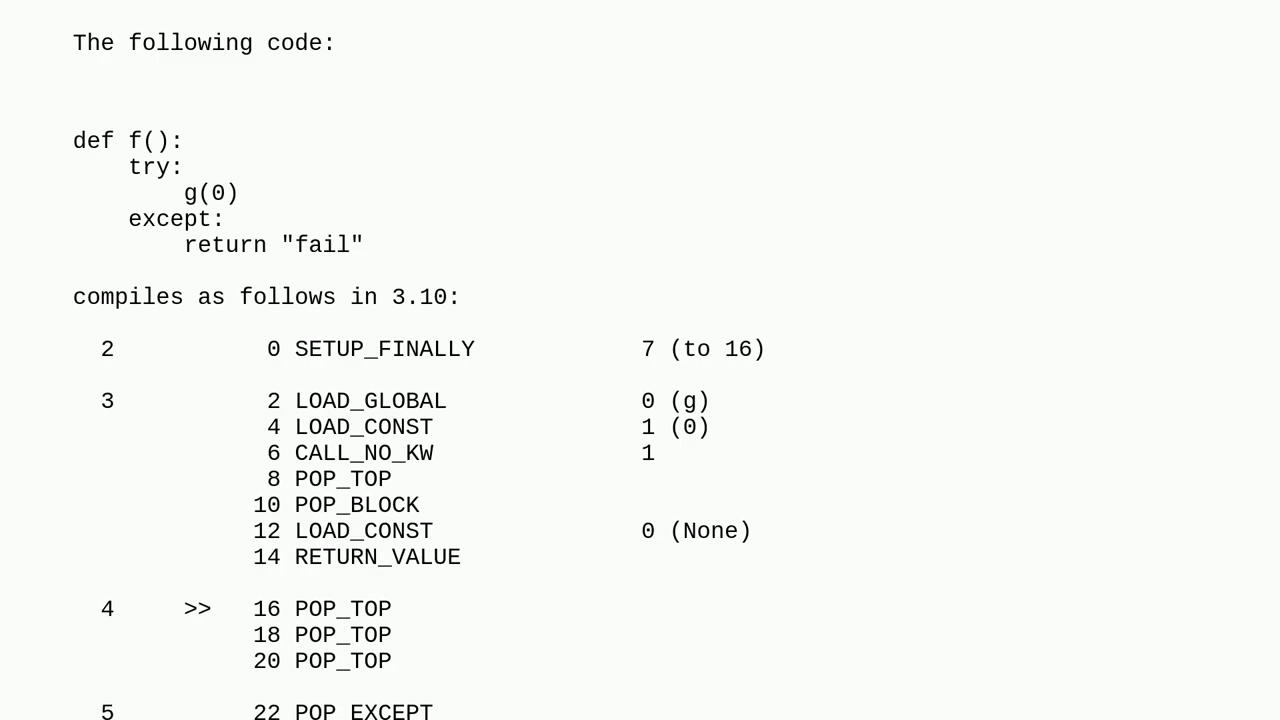 The following code:
def f():
    try:
        g(0)
    except:
        return "fail"
compiles as follows in 3.10:
  2           0 SETUP_FINALLY            7 (to 16)
  3           2 LOAD_GLOBAL              0 (g)
              4 LOAD_CONST               1 (0)
              6 CALL_NO_KW               1
              8 POP_TOP
             10 POP_BLOCK
             12 LOAD_CONST               0 (None)
             14 RETURN_VALUE
  4     >>   16 POP_TOP
             18 POP_TOP
             20 POP_TOP
  5          22 POP_EXCEPT